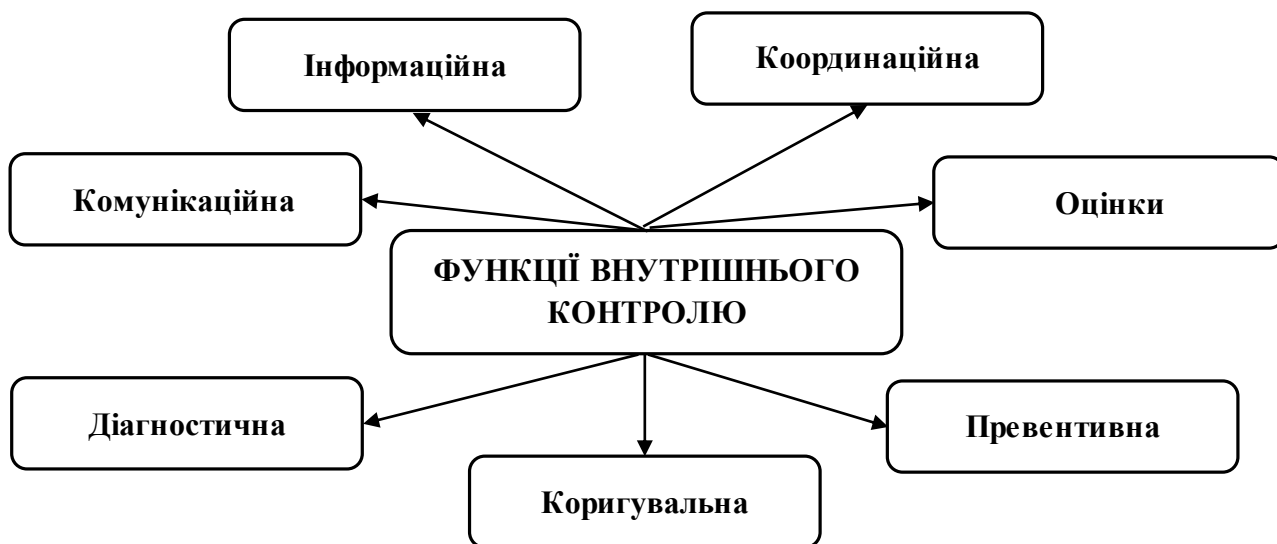 Інформаційна
Координаційна
Комунікаційна
Оцінки
ФУНКЦІЇ ВНУТРІШНЬОГО
КОНТРОЛЮ
Діагностична
Превентивна
Коригувальна